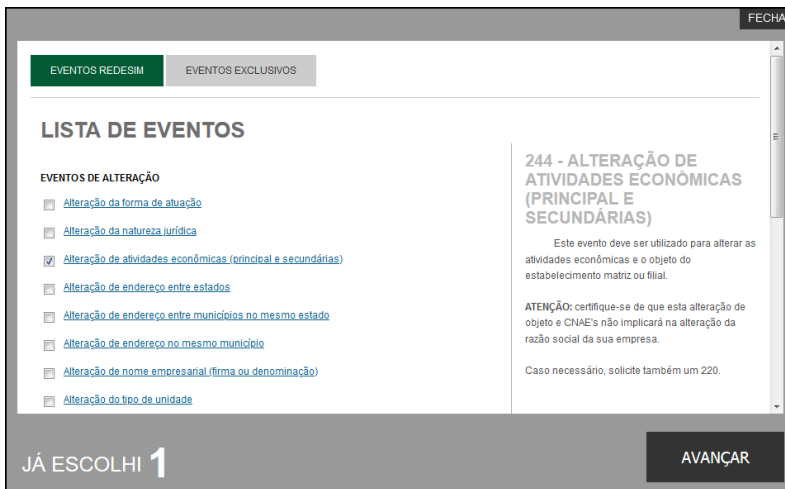 FECHA
EVENTOS REDESIM
EVENTOS EXCLUSIVOS
LISTA DE EVENTOS
EVENTOS DE ALTERAÇÃO
Alteração da forma de atuação
Alteração da natureza jurídica
Alteração de atividades econômicas (principal e secundárias)
Alteração de endereço entre estados
Alteração de endereço entre municípios no mesmo estado
Alteração de endereço no mesmo município
Alteração de nome empresarial (firma ou denominação)
Alteração do tipo de unidade
244 - ALTERAÇÃO DE
ATIVIDADES ECONÔMICAS
(PRINCIPAL E
SECUNDÁRIAS)
Este evento deve ser utilizado para alterar as
atividades econômicas e o objeto do
estabelecimento matriz ou filial.
ATENÇÃO: certifique-se de que esta alteração de
objeto e CNAE's não implicará na alteração da
razão social da sua empresa.
Caso necessário, solicite também um 220.
JÁ ESCOLHI 1
AVANÇAR